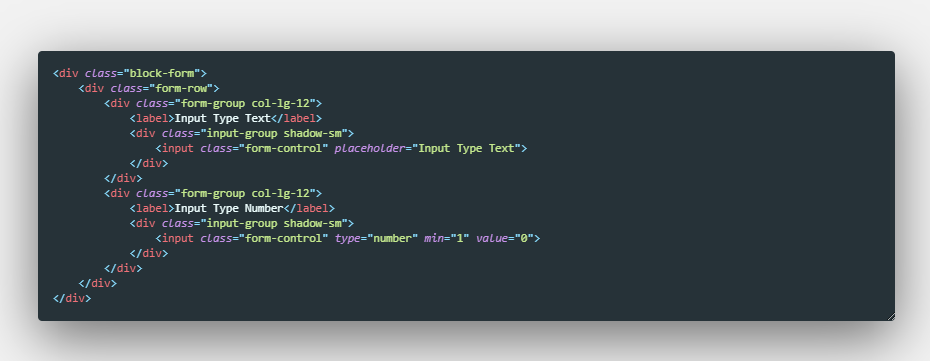 <div class="block-form">
    <div class="form-row">
        <div class="form-group col-lg-12">
            <label>Input Type Text</label>
            <div class="input-group shadow-sm">
                <input class="form-control" placeholder="Input Type Text">
            </div>
        </div>
        <div class="form-group col-lg-12">
            <label>Input Type Number</label>
            <div class="input-group shadow-sm">
                <input class="form-control" type="number" min="1" value="0">
            </div>
        </div>
    </div>
</div>